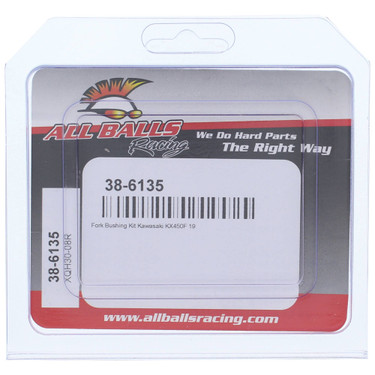 ALL BALLS
Racing
We Do Hard Parts
The Right Way
38-6135
Fork Bushing Kit Kawasaki KX450F 18
38-6135
XQH30-08R
www.allballsracing.com